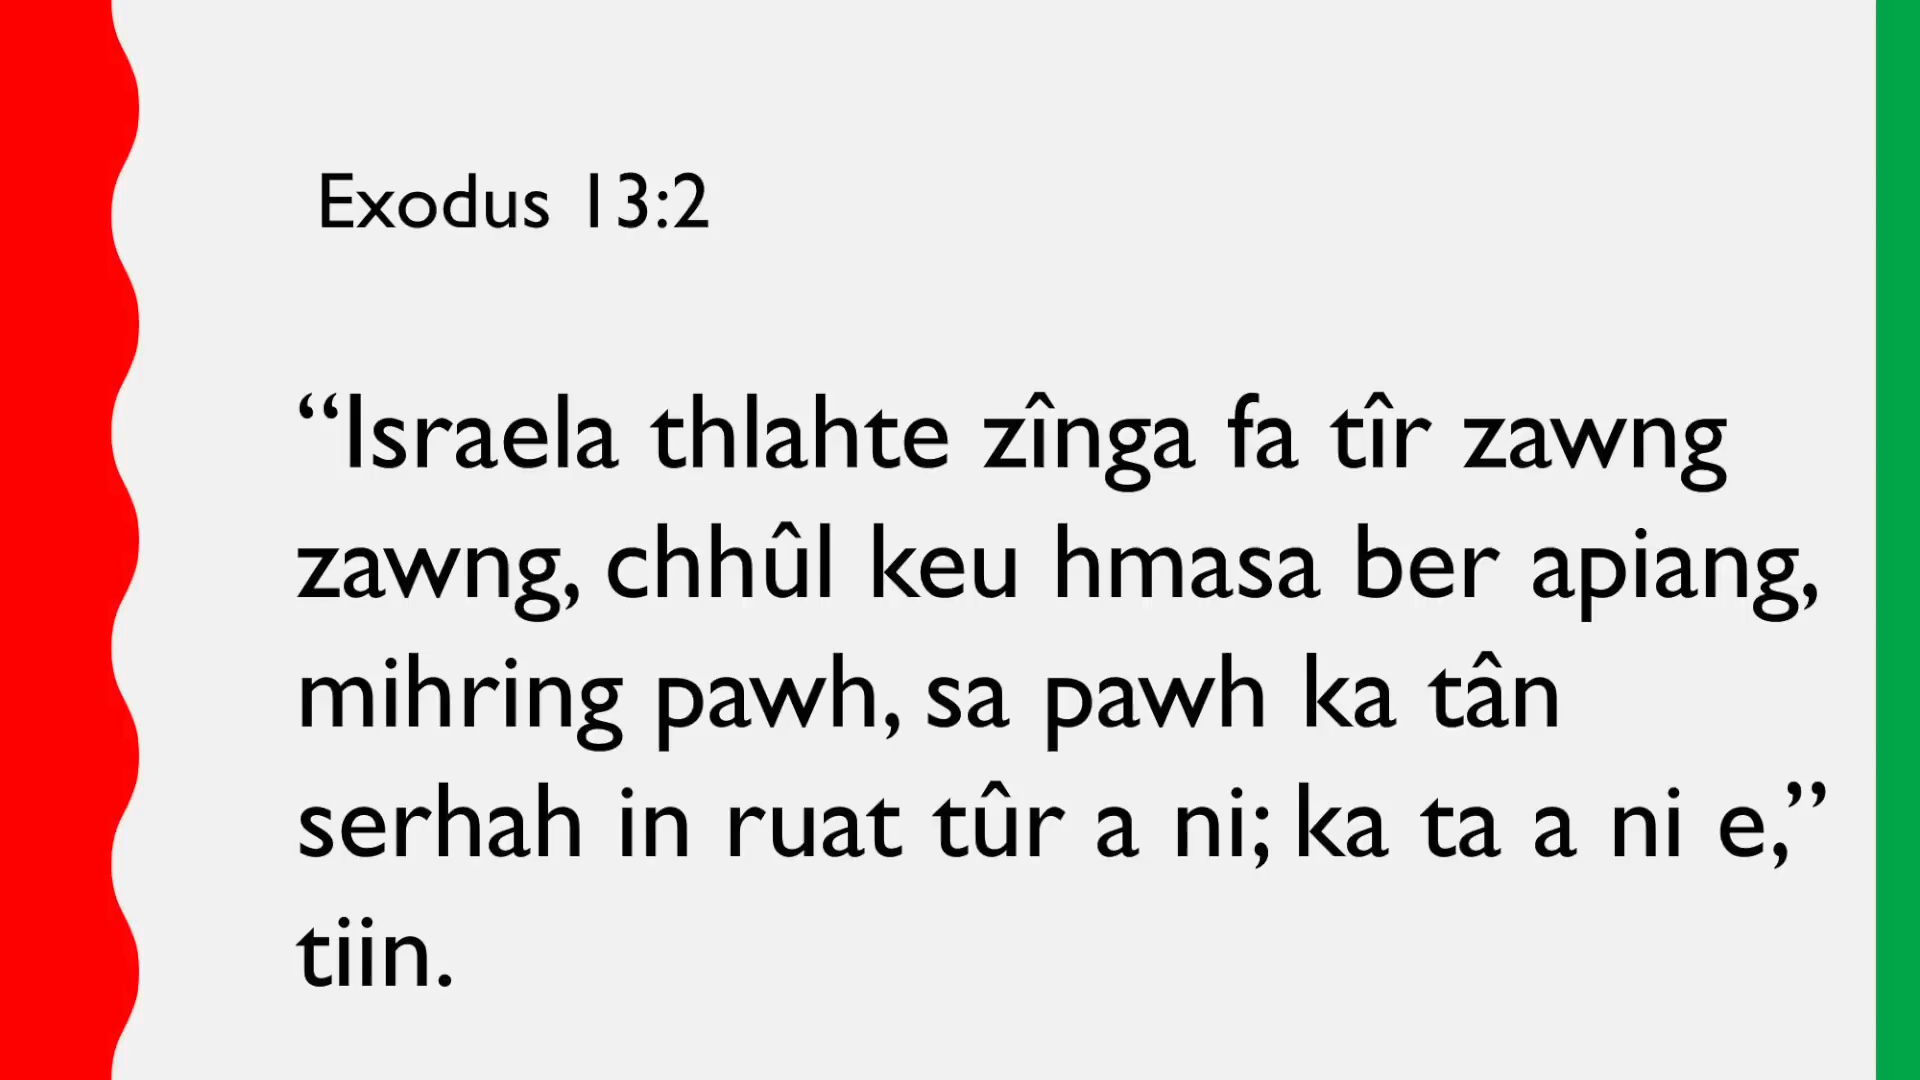 Exodus 13:2
“Israela thlahte zînga fa tîr zawng
zawng, chhûl keu hmasa ber apiang,
mihring pawh, sa pawh ka tân
serhah in ruat tûr a ni; ka ta a ni e,”
tiin.